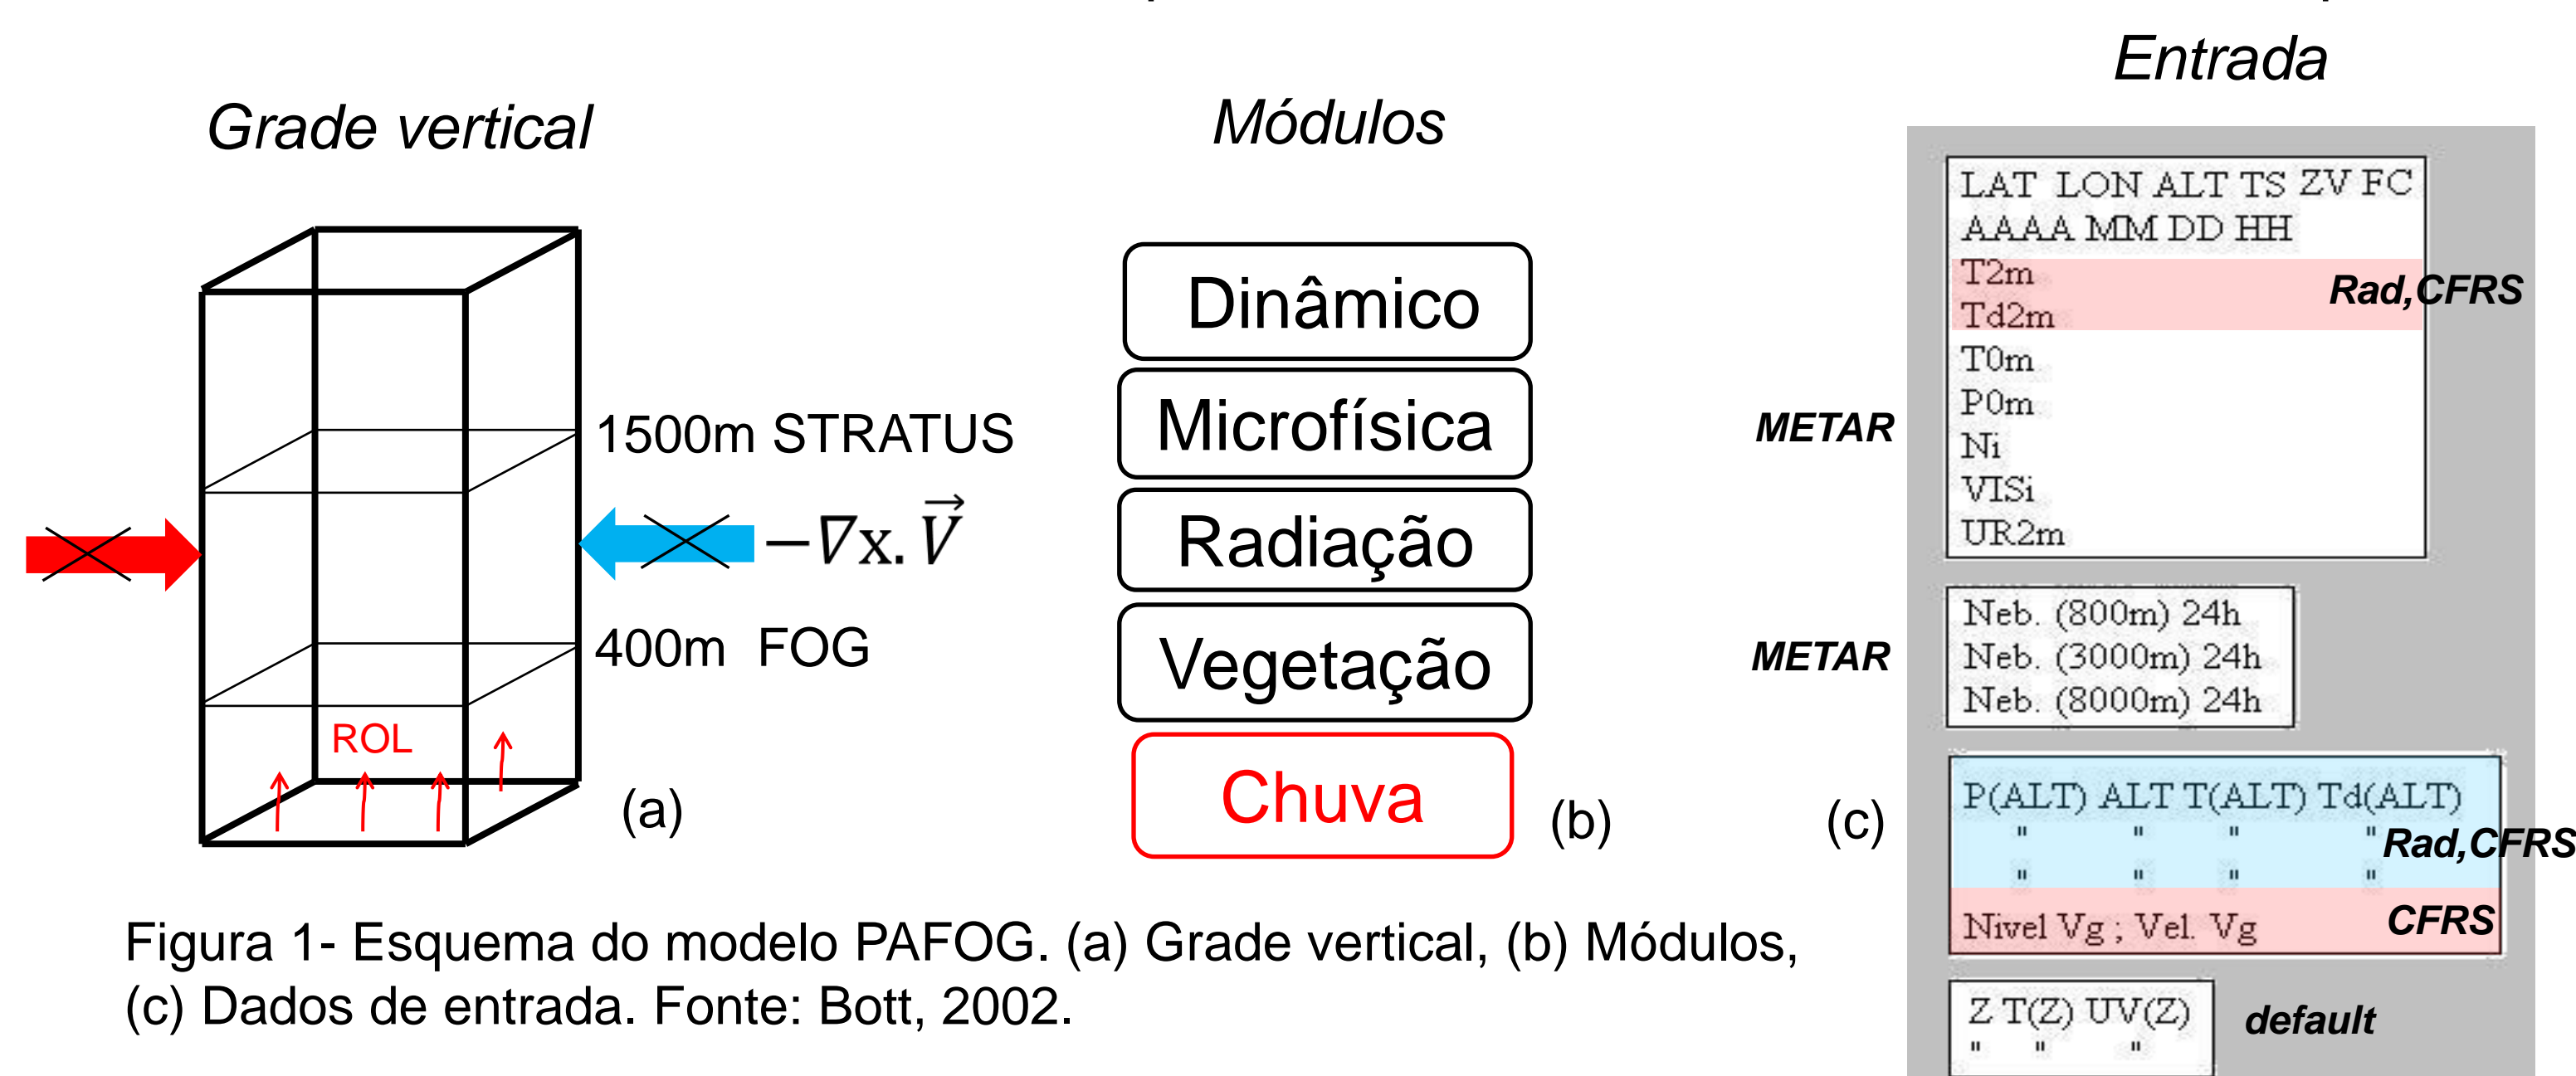 Grade vertical
1500m STRATUS
−∇x. V⃗
400m FOG
ROL
(a)
Módulos
Dinâmico
Microfísica
Radiação
Vegetação
Chuva
(b)
Entrada
LAT LON ALT TS ZV FC
AAAA MM DD HH
T2m
Td2m
Rad,CFRS
T0m
P0m
METAR
Ni
VISi
UR2m
Neb. (800m) 24h
METAR
Neb. (3000m) 24h
Neb. (8000m) 24h
P(ALT) ALT T(ALT) Td(ALT)
" " " "
Rad,CFRS
" " " "
Nivel Vg ; Vel. Vg
CFRS
(c)
Z T(Z) UV(Z)
" " "
default
Figura 1- Esquema do modelo PAFOG. (a) Grade vertical, (b) Módulos,
(c) Dados de entrada. Fonte: Bott, 2002.